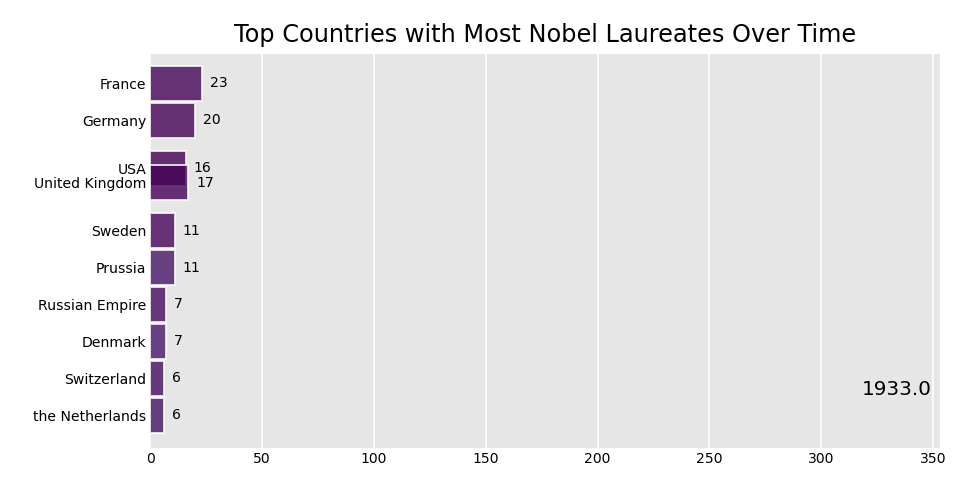 Top Countries with Most Nobel Laureates Over Time
France 23
Germany 20
USA 16
United Kingdom 17
Sweden 11
Prussia 11
Russian Empire 7
Denmark 7
Switzerland 6
1933.0
the Netherlands 6
0 50 100 150 200 250 300 350